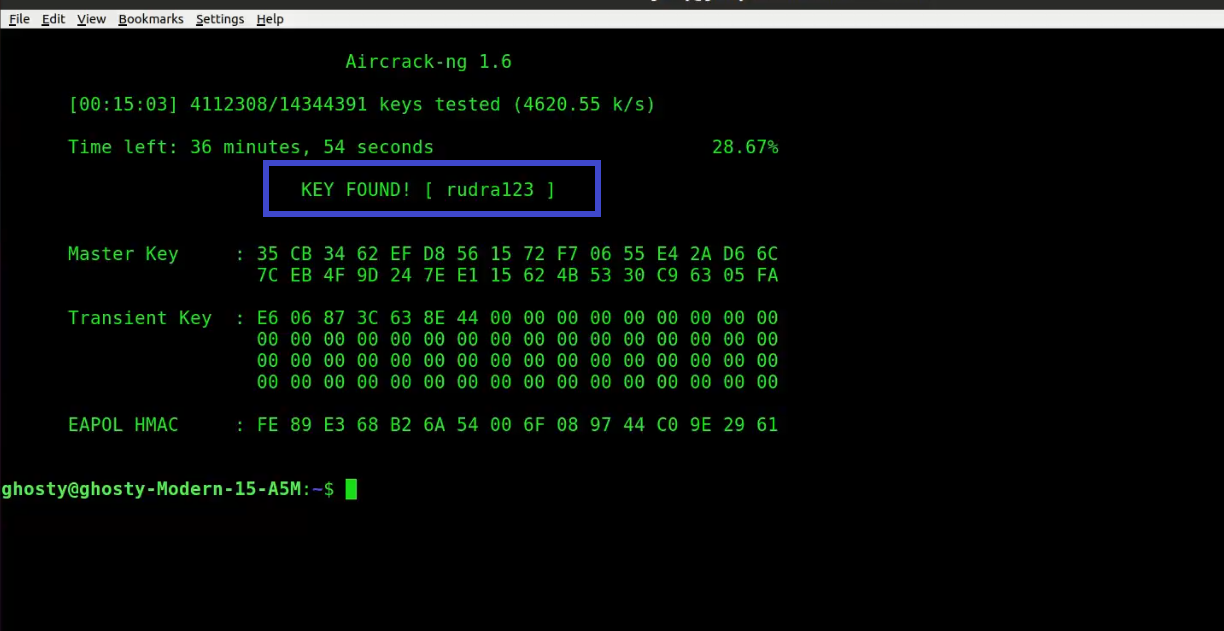 File Edit View Bookmarks Settings Help
Aircrack-ng 1.6
[00:15:03] 4112308/14344391 keys tested (4620.55 k/s)
Time left: 36 minutes, 54 seconds 28.67%
KEY FOUND! [ rudra123 ]
Master Key : 35 CB 34 62 EF D8 56 15 72 F7 06 55 E4 2A D6 6C
7C EB 4F 9D 24 7E E1 15 62 4B 53 30 C9 63 05 FA
Transient Key : E6 06 87 3C 63 8E 44 00 00 00 00 00 00 00 00 00
00 00 00 00 00 00 00 00 00 00 00 00 00 00 00 00
00 00 00 00 00 00 00 00 00 00 00 00 00 00 00 00
00 00 00 00 00 00 00 00 00 00 00 00 00 00 00 00
EAPOL HMAC : FE 89 E3 68 B2 6A 54 00 6F 08 97 44 C0 9E 29 61
ghosty@ghosty-Modern-15-A5M:~$